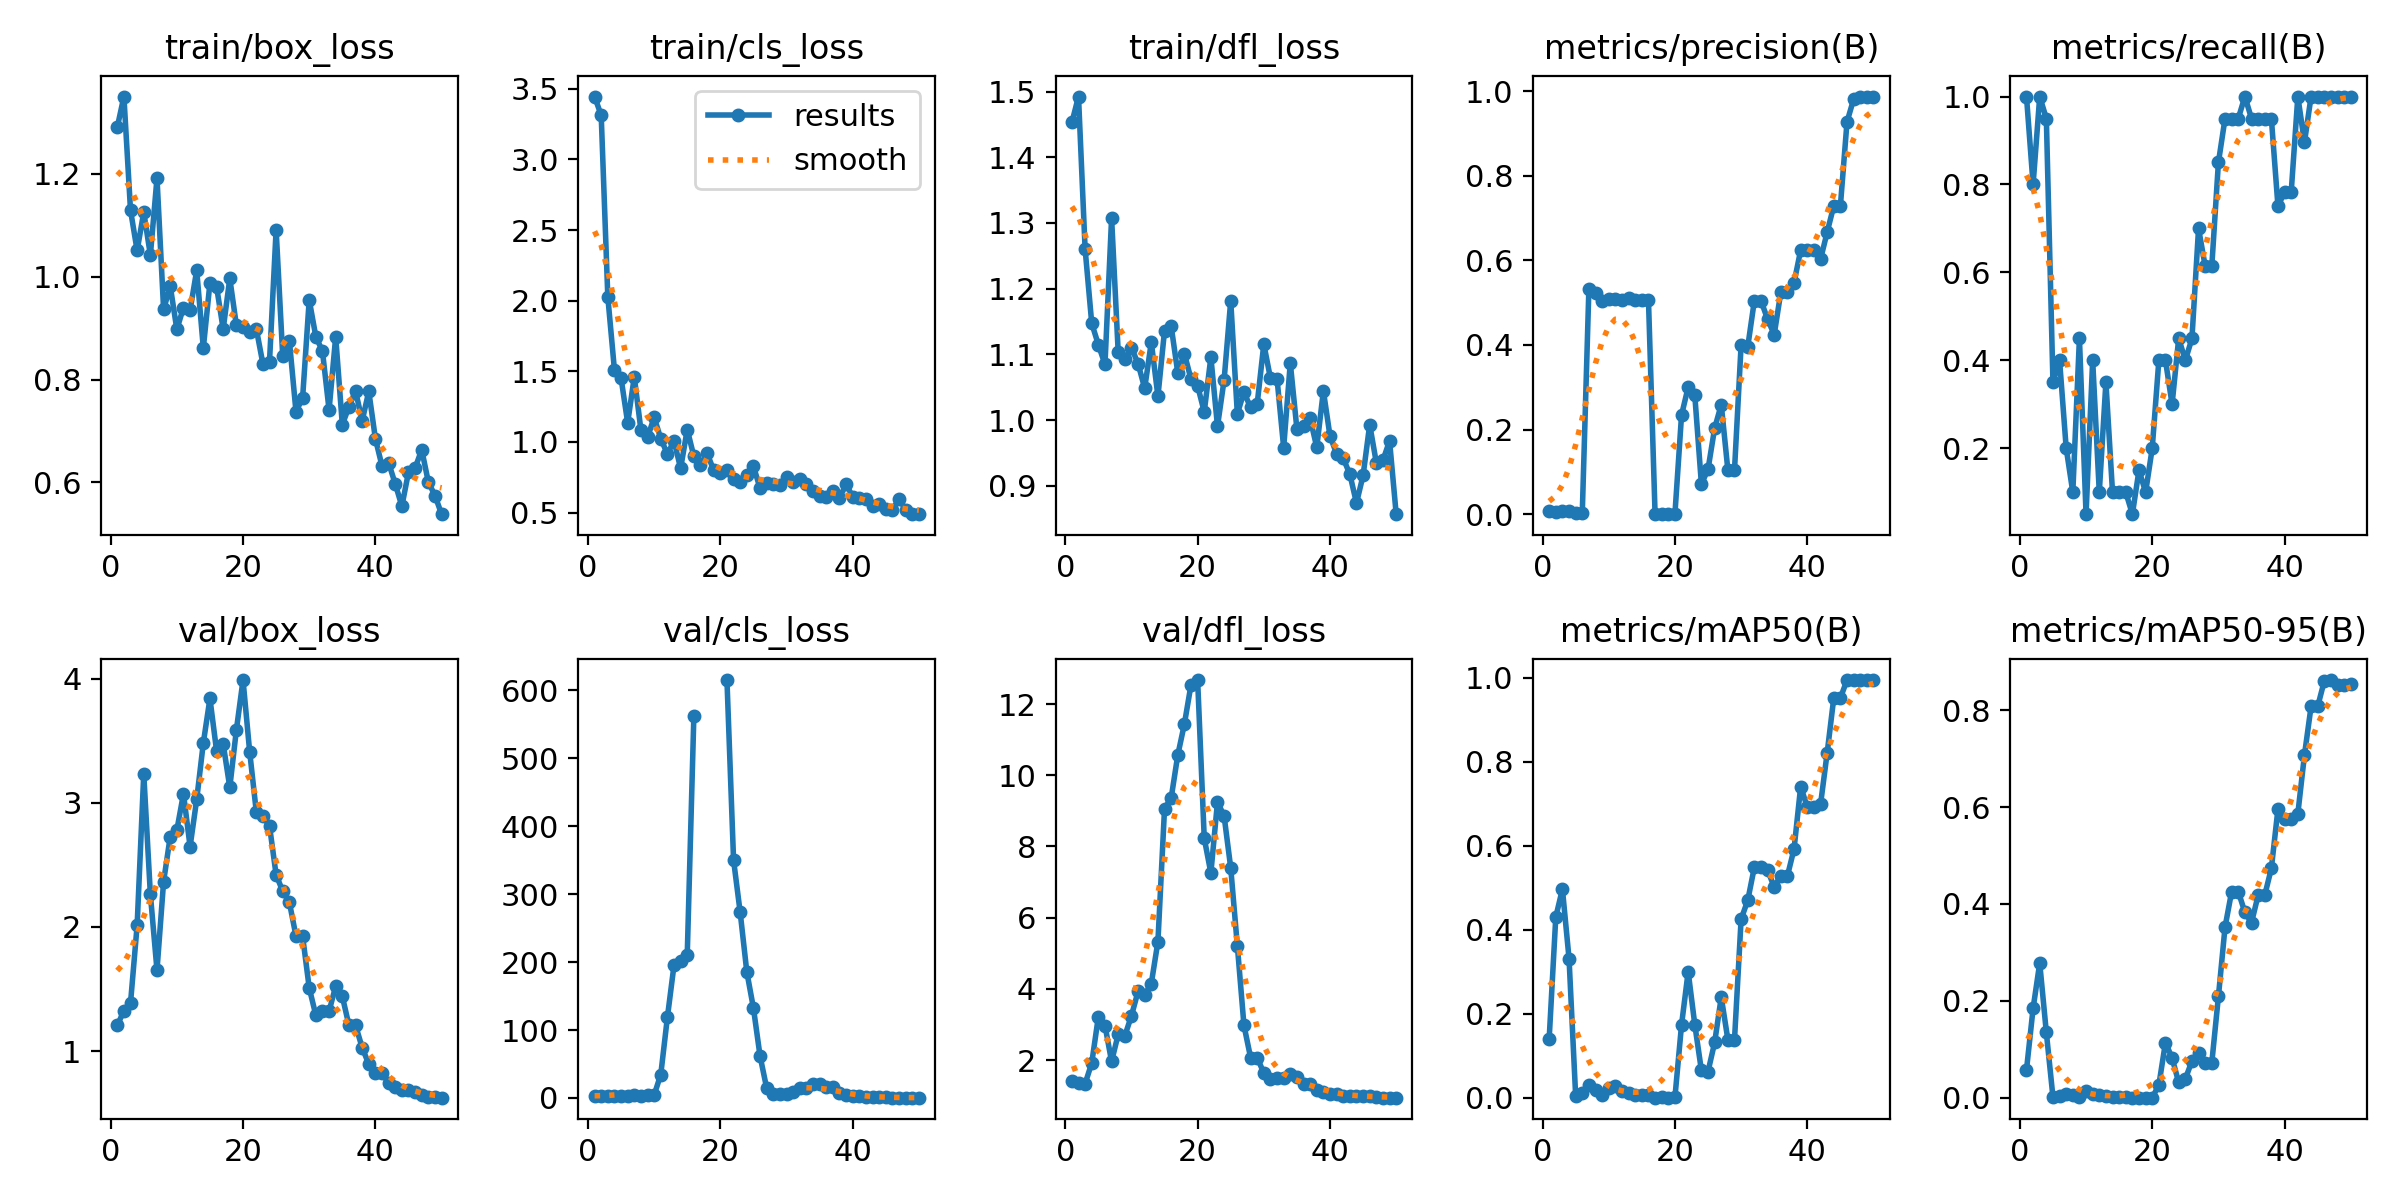 train/box_loss
1.2
1.0
0.8
0.6
0 20 40
train/cls_loss
results
smooth
3.5
3.0
2.5
2.0
1.5
1.0
0.5
0 20 40
train/dfl_loss
1.5
1.4
1.3
1.2
1.1
1.0
0.9
0 20 40
metrics/precision(B)
1.0
0.8
0.6
0.4
0.2
0.0
0 20 40
metrics/recall(B)
1.0
0.8
0.6
0.4
0.2
0 20 40
val/box_loss
4
3
2
1
0 20 40
val/cls_loss
600
500
400
300
200
100
0
0 20 40
val/dfl_loss
12
10
8
6
4
2
0 20 40
metrics/mAP50(B)
1.0
0.8
0.6
0.4
0.2
0.0
0 20 40
metrics/mAP50-95(B)
0.8
0.6
0.4
0.2
0.0
0 20 40